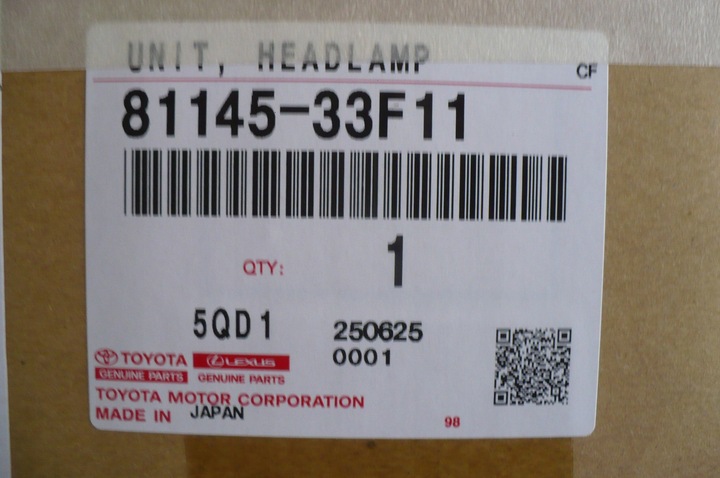 UNIT, HEADLAMP
CF
81145-33F11
QTY: 1
5QD1 250625
TOYOTA LEXUS 0001
GENUINE PARTS GENUINE PARTS
TOYOTA MOTOR CORPORATION
MADE IN JAPAN
98